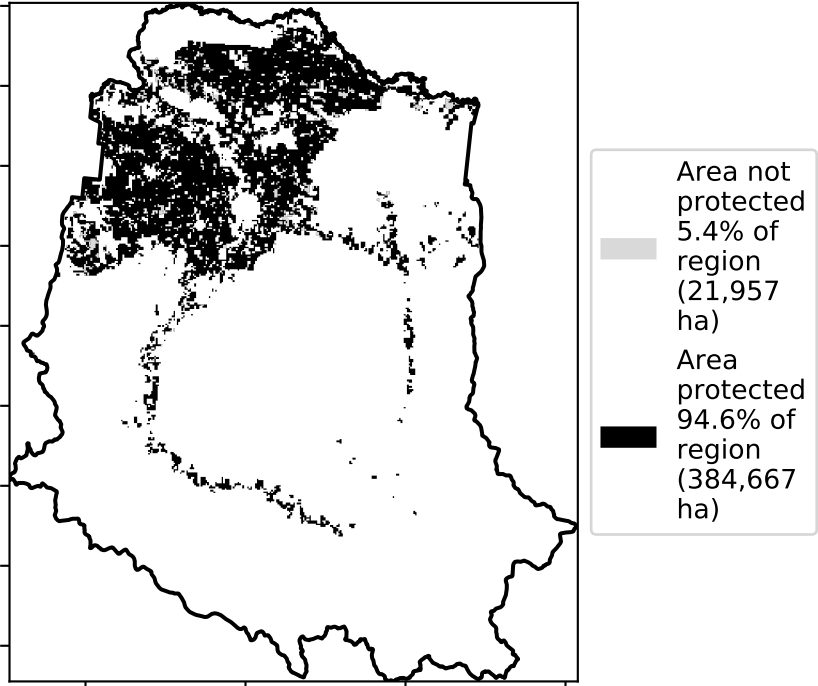 Area not
protected
5.4% of
region
(21,957
ha)
Area
protected
94.6% of
region
(384,667
ha)